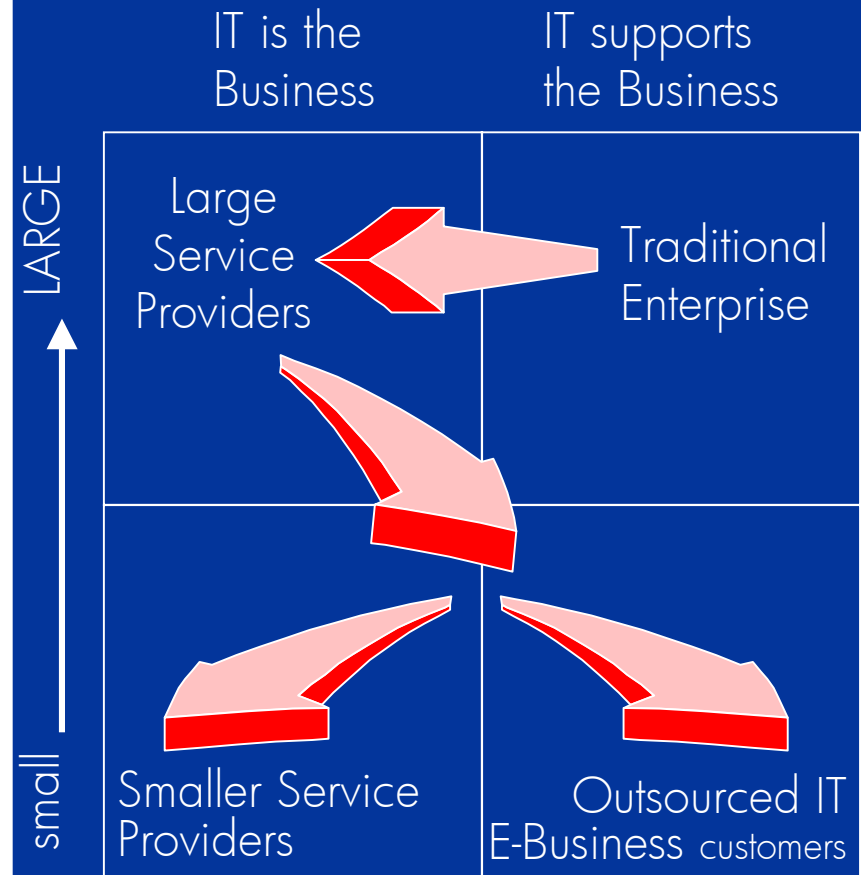 IT is the
Business
IT supports
the Business
LARGE
small
Large
Service
Providers
Traditional
Enterprise
Smaller Service
Providers
Outsourced IT
E-Business customers